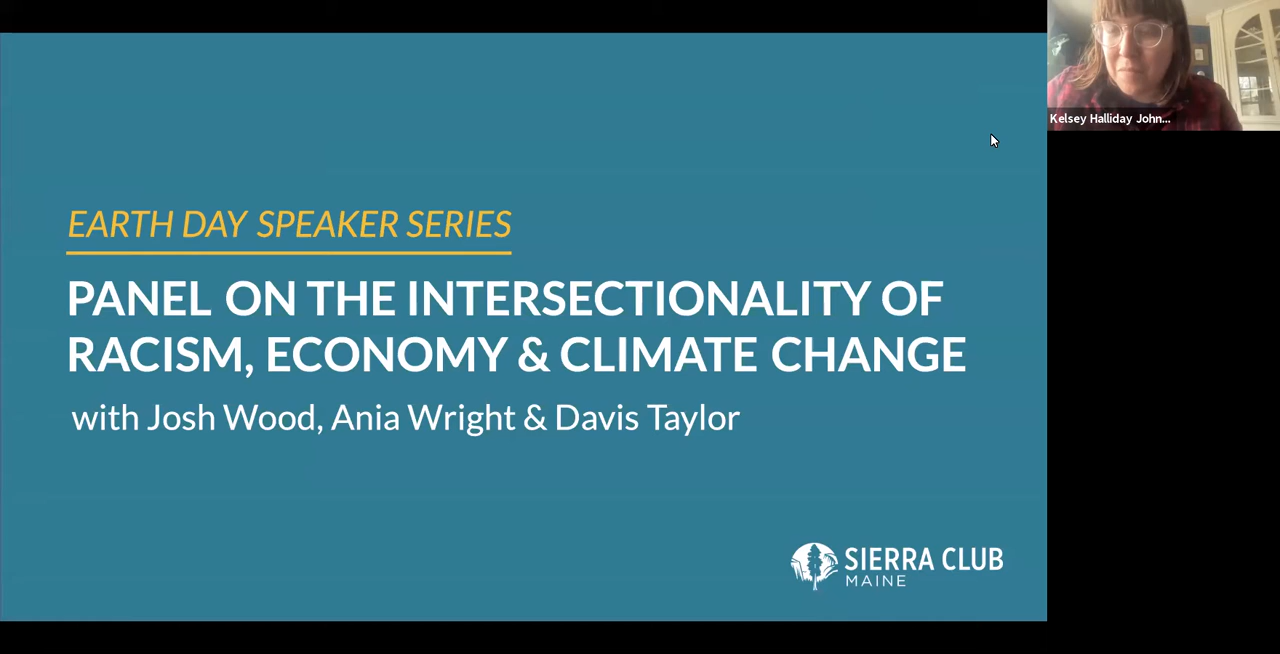 EARTH DAY SPEAKER SERIES
PANEL ON THE INTERSECTIONALITY OF
RACISM, ECONOMY & CLIMATE CHANGE
with Josh Wood, Ania Wright & Davis Taylor
SIERRA CLUB
MAINE
Kelsey Halliday John...